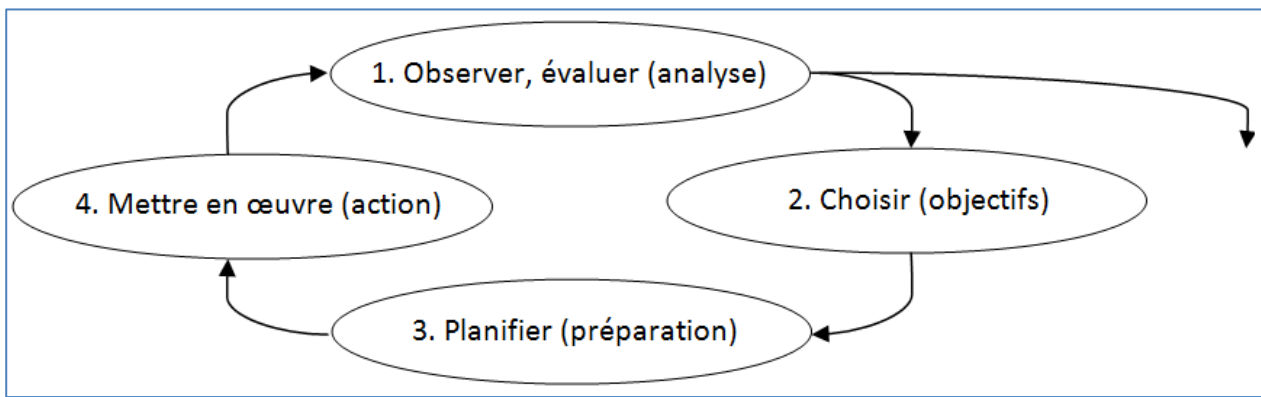 1. Observer, évaluer (analyse)
2. Choisir (objectifs)
3. Planifier (préparation)
4. Mettre en œuvre (action)